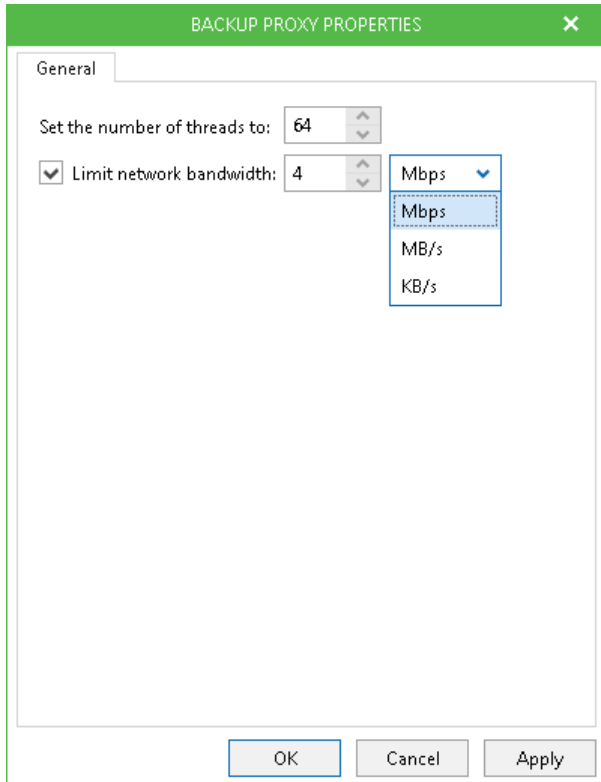 BACKUP PROXY PROPERTIES
General
Set the number of threads to: 64
Limit network bandwidth: 4 Mbps
Mbps
MB/s
KB/s
OK Cancel Apply